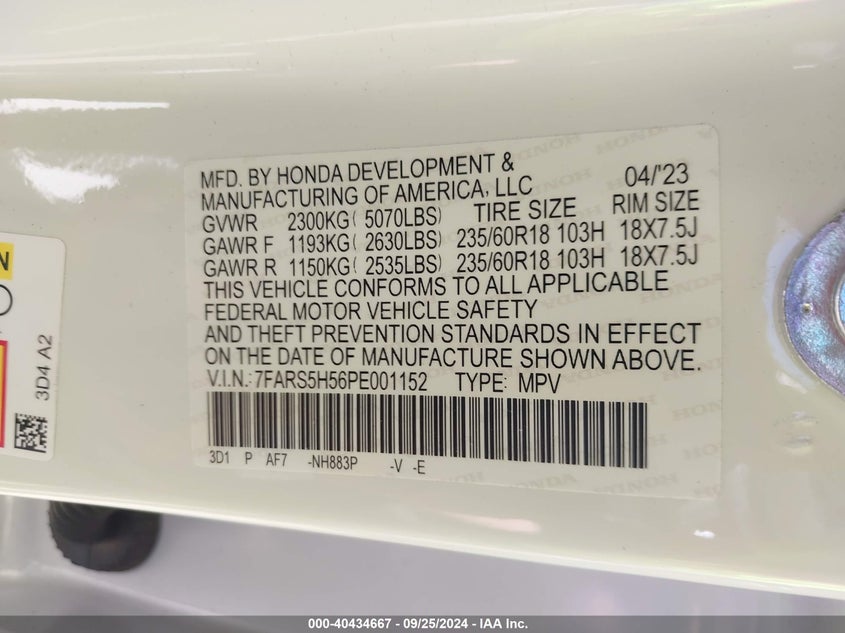 MFD. BY HONDA DEVELOPMENT &
MANUFACTURING OF AMERICA, LLC 04/'23
GVWR 2300KG( 5070LBS) TIRE SIZE RIM SIZE
GAWR F 1193KG( 2630LBS) 235/60R18 103H 18X7.5J
GAWR R 1150KG( 2535LBS) 235/60R18 103H 18X7.5J
THIS VEHICLE CONFORMS TO ALL APPLICABLE
FEDERAL MOTOR VEHICLE SAFETY
AND THEFT PREVENTION STANDARDS IN EFFECT
ON THE DATE OF MANUFACTURE SHOWN ABOVE.
V.I.N.: 7FARS5H56PE001152 TYPE: MPV
3D1 P AF7 -NH883P -V -E
3D4 A2
000-40434667 - 09/25/2024 - IAA Inc.